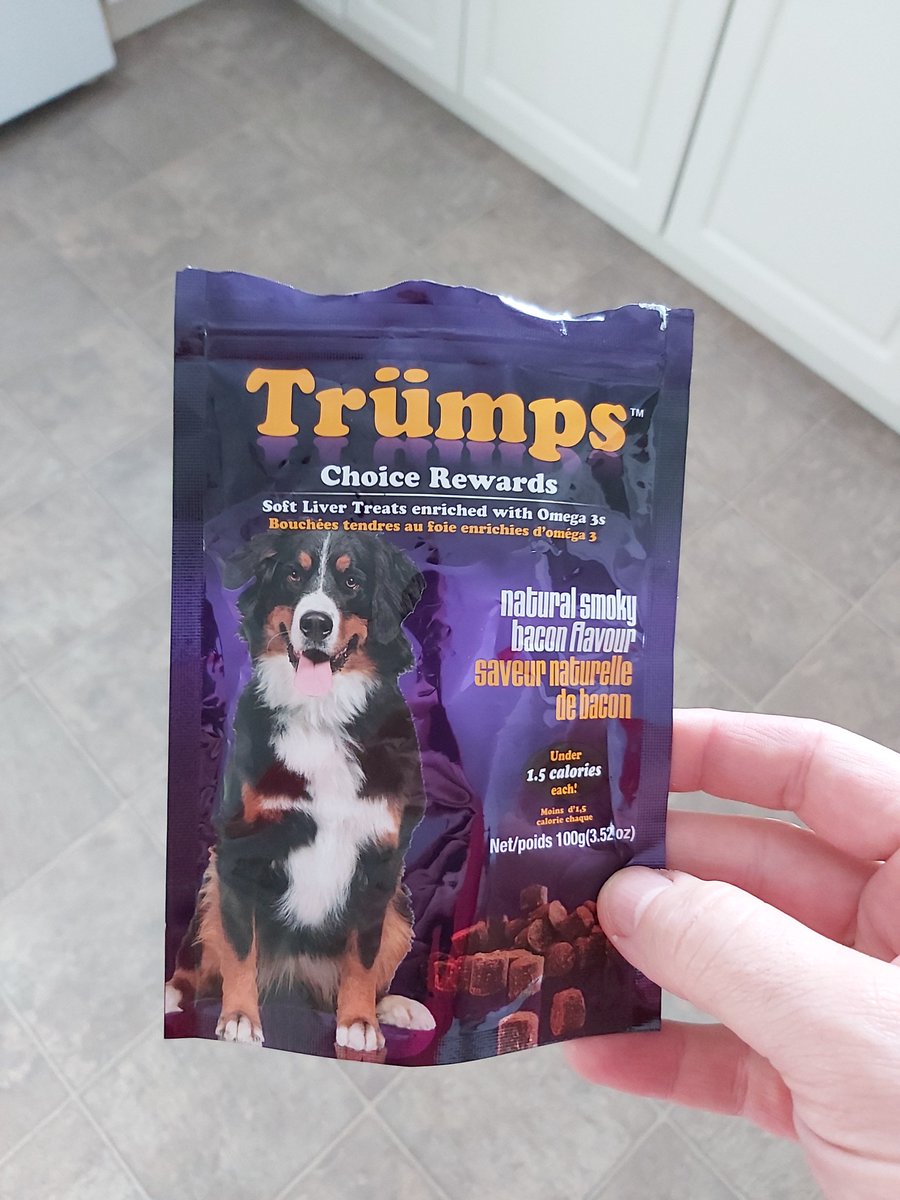 Trümps™
Choice Rewards
Soft Liver Treats enriched with Omega 3s
Bouchées tendres au foie enrichies d'oméga 3
natural smoky
bacon flavour
saveur naturelle
de bacon
Under
1.5 calories
each!
Moins d'1,5
calorie chaque
Net/poids 100g(3.52 oz)